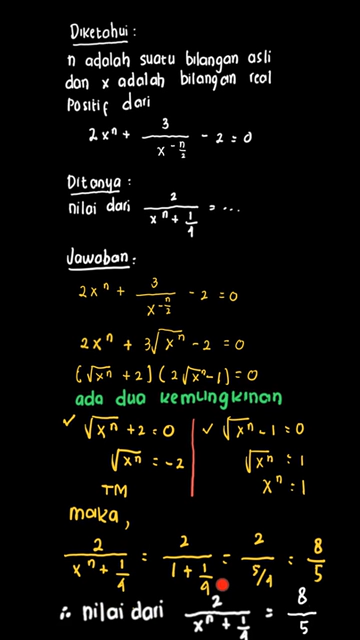 Diketahui:
n adalah suatu bilangan asli
dan x adalah bilangan real
positif dari
2xⁿ + 3/(x^(-n/2)) - 2 = 0
Ditanya:
nilai dari 2/(xⁿ + 1/4) = ...
Jawaban:
2xⁿ + 3/(x^(-n/2)) - 2 = 0
2xⁿ + 3√(xⁿ) - 2 = 0
(√(xⁿ) + 2)(2√(xⁿ) - 1) = 0
ada dua kemungkinan
✓ √(xⁿ) + 2 = 0
√(xⁿ) = -2
TM
✓ √(xⁿ) - 1 = 0
√(xⁿ) = 1
xⁿ = 1
maka,
2/(xⁿ + 1/4) = 2/(1 + 1/4) = 2/(5/4) = 8/5
∴ nilai dari 2/(xⁿ + 1/4) = 8/5